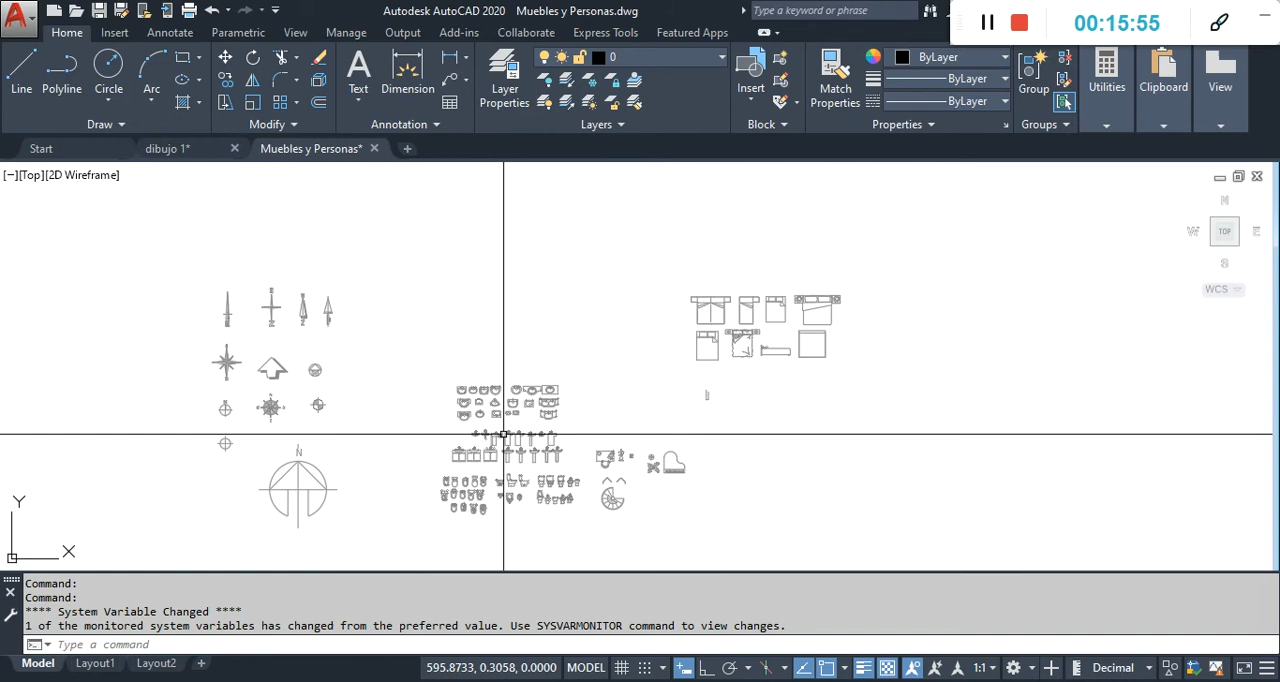 Autodesk AutoCAD 2020 Muebles y Personas.dwg
Type a keyword or phrase
00:15:55
Home Insert Annotate Parametric View Manage Output Add-ins Collaborate Express Tools Featured Apps
Line Polyline Circle Arc
Text Dimension
Layer Properties
0
Insert
Match Properties
ByLayer
ByLayer
ByLayer
Group
Utilities
Clipboard
View
Draw Modify Annotation Layers Block Properties Groups
Start dibujo 1* Muebles y Personas*
[−][Top][2D Wireframe]
N
W TOP E
S
WCS
N
Y
X
Command:
Command:
**** System Variable Changed ****
1 of the monitored system variables has changed from the preferred value. Use SYSVARMONITOR command to view changes.
Type a command
Model Layout1 Layout2
595.8733, 0.3058, 0.0000 MODEL 1:1 Decimal